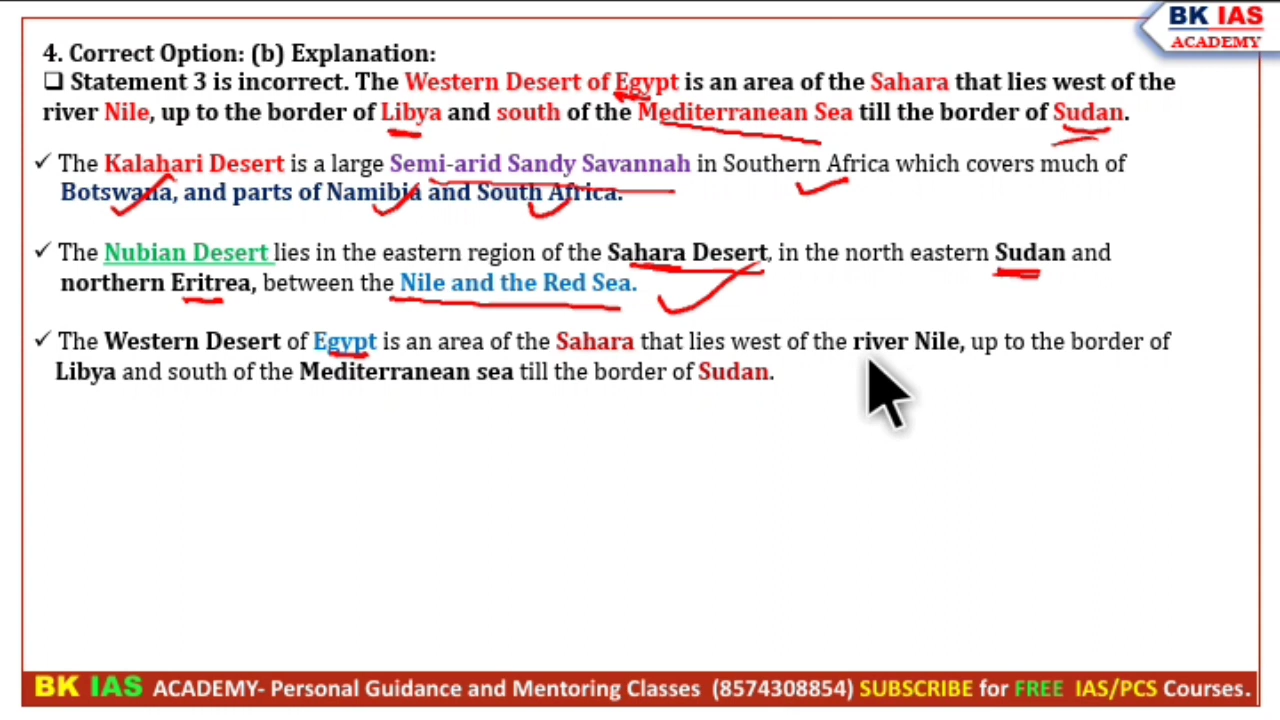 BK IAS
ACADEMY
4. Correct Option: (b) Explanation:
❑ Statement 3 is incorrect. The Western Desert of Egypt is an area of the Sahara that lies west of the
river Nile, up to the border of Libya and south of the Mediterranean Sea till the border of Sudan.
✓ The Kalahari Desert is a large Semi-arid Sandy Savannah in Southern Africa which covers much of
Botswana, and parts of Namibia and South Africa.
✓ The Nubian Desert lies in the eastern region of the Sahara Desert, in the north eastern Sudan and
northern Eritrea, between the Nile and the Red Sea.
✓ The Western Desert of Egypt is an area of the Sahara that lies west of the river Nile, up to the border of
Libya and south of the Mediterranean sea till the border of Sudan.
BK IAS ACADEMY- Personal Guidance and Mentoring Classes (8574308854) SUBSCRIBE for FREE IAS/PCS Courses.